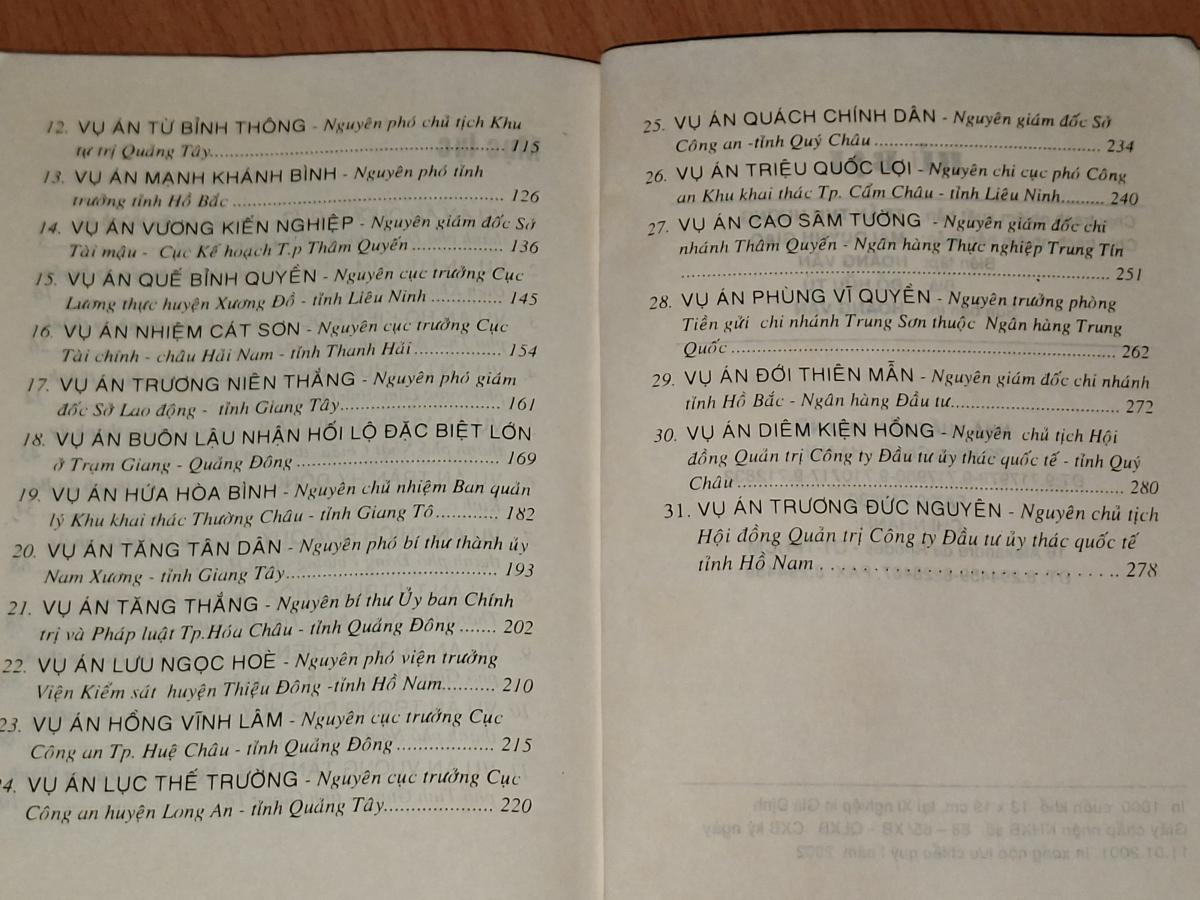 12. VỤ ÁN TỪ BỈNH THÔNG - Nguyên phó chủ tịch Khu
tự trị Quảng Tây.......................................................115
13. VỤ ÁN MẠNH KHÁNH BÌNH - Nguyên phó tỉnh
trưởng tỉnh Hồ Bắc ..................................................126
14. VỤ ÁN VƯƠNG KIẾN NGHIỆP - Nguyên giám đốc Sở
Tài mậu - Cục Kế hoạch T.p Thâm Quyến ...............136
15. VỤ ÁN QUẾ BỈNH QUYỀN - Nguyên cục trưởng Cục
Lương thực huyện Xương Đồ - tỉnh Liêu Ninh ............145
16. VỤ ÁN NHIỆM CÁT SƠN - Nguyên cục trưởng Cục
Tài chính - châu Hải Nam - tỉnh Thanh Hải ...............154
17. VỤ ÁN TRƯƠNG NIÊN THẮNG - Nguyên phó giám
đốc Sở Lao động - tỉnh Giang Tây...........................161
18. VỤ ÁN BUÔN LẬU NHẬN HỐI LỘ ĐẶC BIỆT LỚN
ở Trạm Giang - Quảng Đông ...................................169
19. VỤ ÁN HỨA HÒA BÌNH - Nguyên chủ nhiệm Ban quản
lý Khu khai thác Thường Châu - tỉnh Giang Tô ..........182
20. VỤ ÁN TĂNG TÂN DÂN - Nguyên phó bí thư thành ủy
Nam Xương - tỉnh Giang Tây...................................193
21. VỤ ÁN TĂNG THẮNG - Nguyên bí thư Ủy ban Chính
trị và Pháp luật Tp.Hóa Châu - tỉnh Quảng Đông ....... 202
22. VỤ ÁN LƯU NGỌC HOÈ - Nguyên phó viện trưởng
Viện Kiểm sát huyện Thiệu Đông -tỉnh Hồ Nam.......... 210
23. VỤ ÁN HỒNG VĨNH LÂM - Nguyên cục trưởng Cục
Công an Tp. Huệ Châu - tỉnh Quảng Đông .................. 215
24. VỤ ÁN LỤC THẾ TRƯỜNG - Nguyên cục trưởng Cục
Công an huyện Long An - tỉnh Quảng Tây.................... 220
25. VỤ ÁN QUÁCH CHÍNH DÂN - Nguyên giám đốc Sở
Công an -tỉnh Quý Châu ........................................ 234
26. VỤ ÁN TRIỆU QUỐC LỢI - Nguyên chi cục phó Công
an Khu khai thác Tp. Cẩm Châu - tỉnh Liêu Ninh......... 240
27. VỤ ÁN CAO SÂM TƯỜNG - Nguyên giám đốc chi
nhánh Thâm Quyến - Ngân hàng Thực nghiệp Trung Tín
........................................................................ 251
28. VỤ ÁN PHÙNG VĨ QUYỀN - Nguyên trưởng phòng
Tiền gửi chi nhánh Trung Sơn thuộc Ngân hàng Trung
Quốc ................................................................ 262
29. VỤ ÁN ĐỚI THIÊN MẪN - Nguyên giám đốc chi nhánh
tỉnh Hồ Bắc - Ngân hàng Đầu tư............................ 272
30. VỤ ÁN DIÊM KIỆN HỒNG - Nguyên chủ tịch Hội
đồng Quản trị Công ty Đầu tư ủy thác quốc tế - tỉnh Quý
Châu ................................................................ 280
31. VỤ ÁN TRƯƠNG ĐỨC NGUYÊN - Nguyên chủ tịch
Hội đồng Quản trị Công ty Đầu tư ủy thác quốc tế
tỉnh Hồ Nam ............................... 278